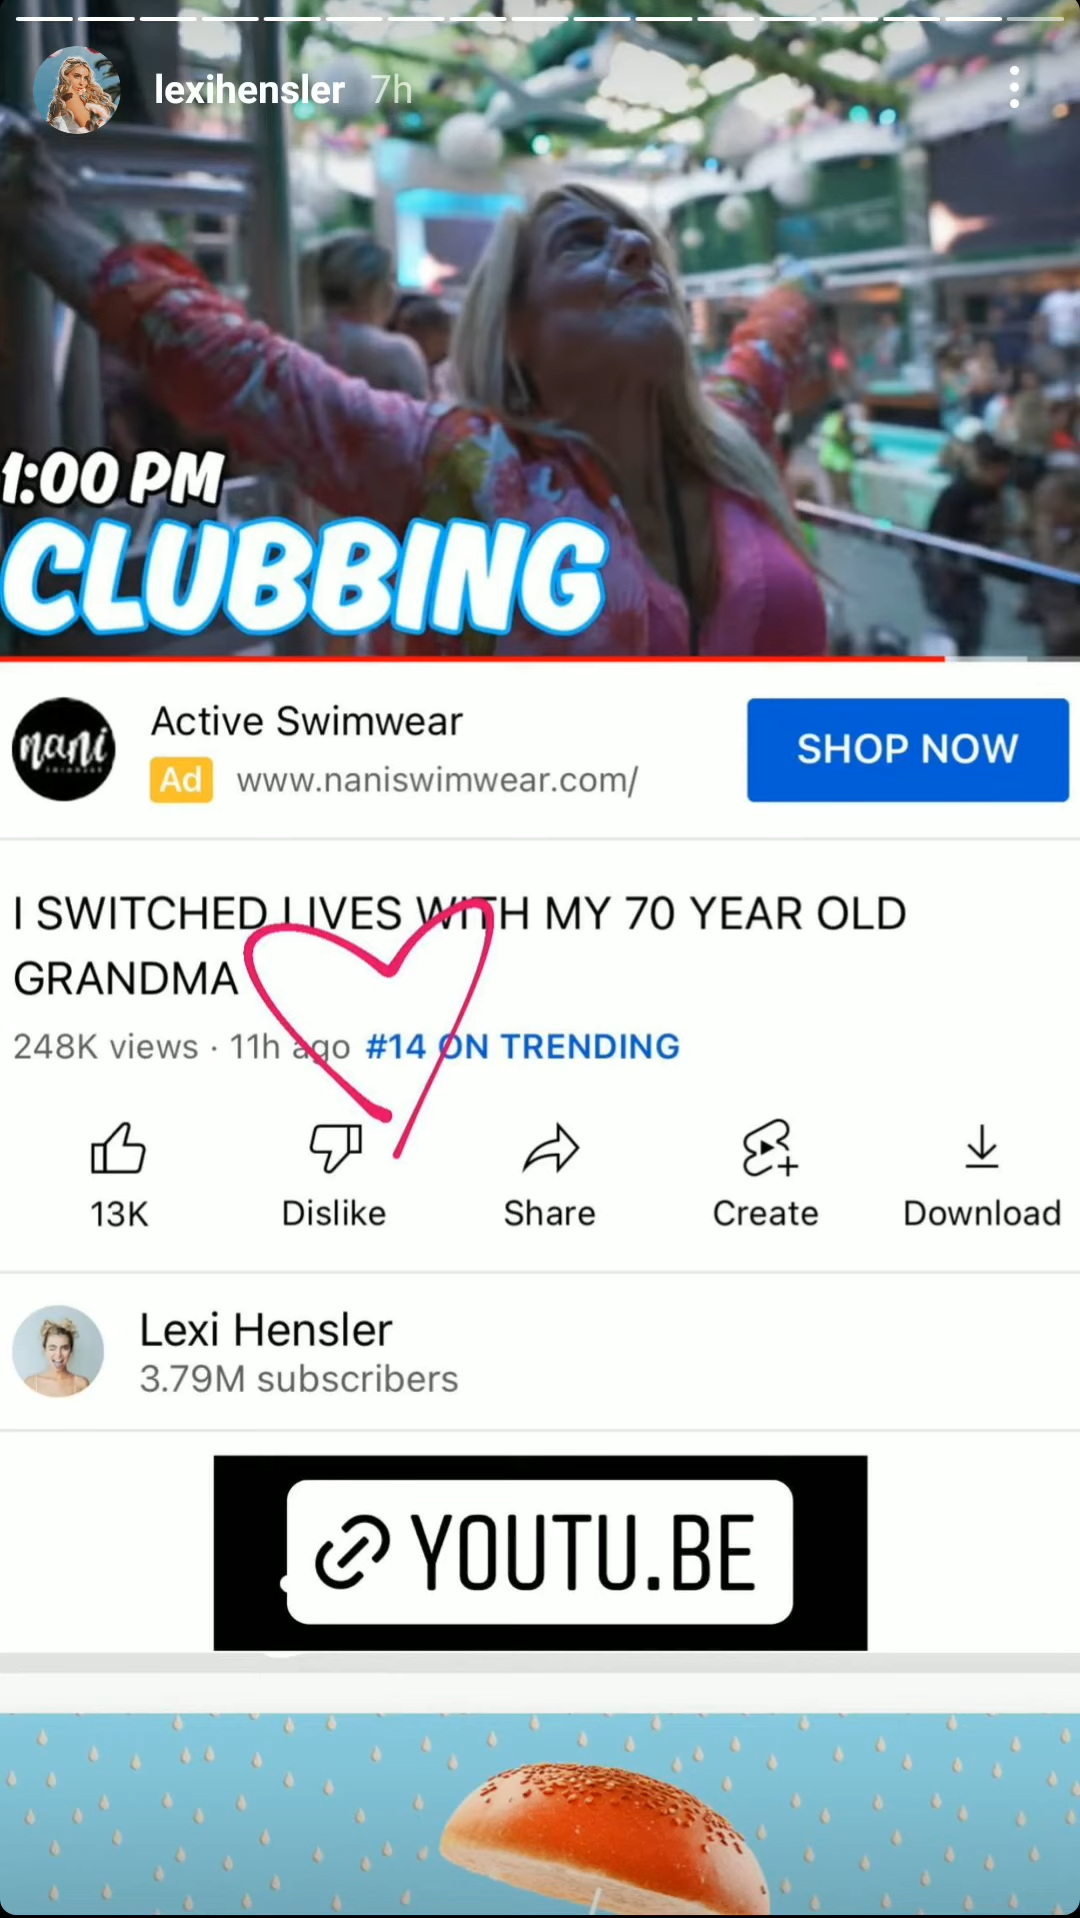 lexihensler 7h
1:00 PM
CLUBBING
nani
Active Swimwear
Ad www.naniswimwear.com/
SHOP NOW
I SWITCHED LIVES WITH MY 70 YEAR OLD
GRANDMA
248K views · 11h ago #14 ON TRENDING
13K
Dislike
Share
Create
Download
Lexi Hensler
3.79M subscribers
YOUTU.BE